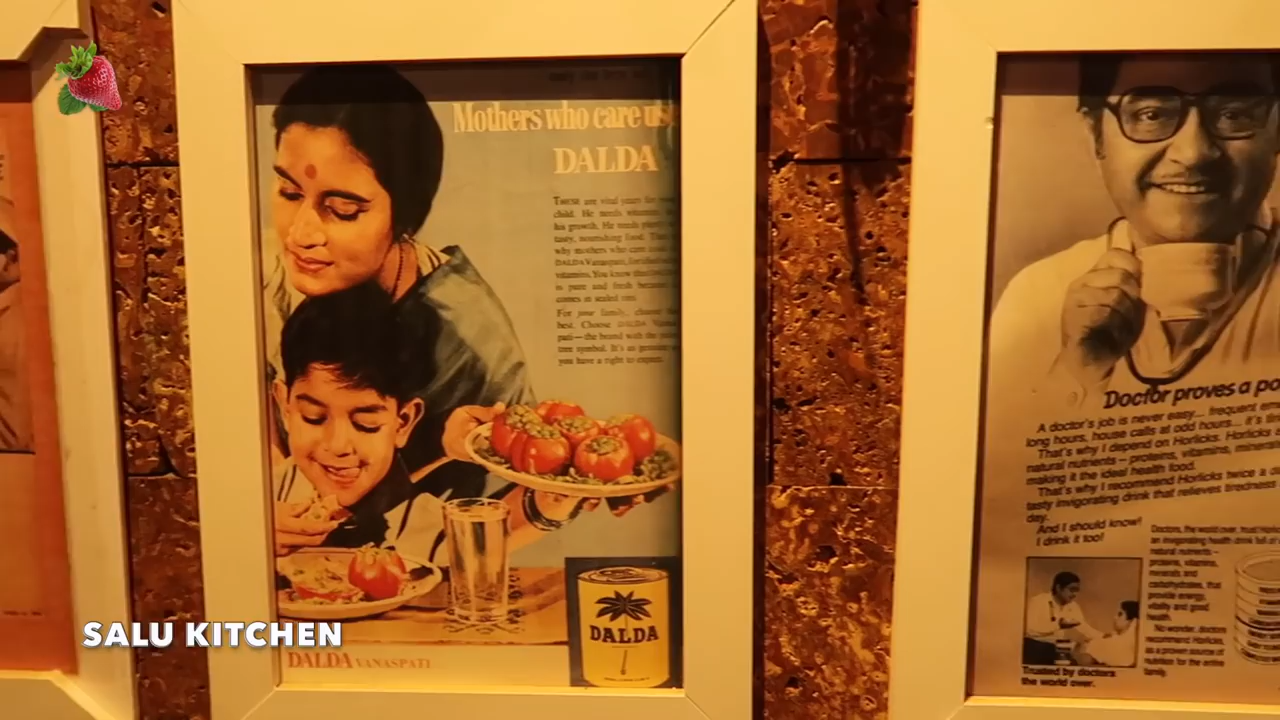 Mothers who care us
DALDA
THESE are vital years for
child. He needs vitamins
his growth. He needs
tasty, nourishing food.
why mothers who care
DALDA Vanaspati, fortified
vitamins. You know that
is pure and fresh because
comes in sealed tins.
For your family, choose
best. Choose DALDA
pati—the brand with the
tree symbol. It's as
you have a right to expect.
DALDA
DALDA VANASPATI
Doctor proves a po
A doctor's job is never easy... frequent em
long hours, house calls at odd hours... it's
That's why I depend on Horlicks. Horlicks
natural nutrients – proteins, vitamins, minera
making it the ideal health food.
That's why I recommend Horlicks twice a d
tasty invigorating drink that relieves tiredness
day.
And I should know!
I drink it too!
Doctors, the world over, trust
an invigorating health drink
natural nutrients –
proteins, vitamins,
minerals and
carbohydrates, that
provide energy,
vitality and good
health.
No wonder, doctors
recommend Horlicks
as a proven source of
nutrition for the entire
family.
Trusted by doctors
the world over.
SALU KITCHEN